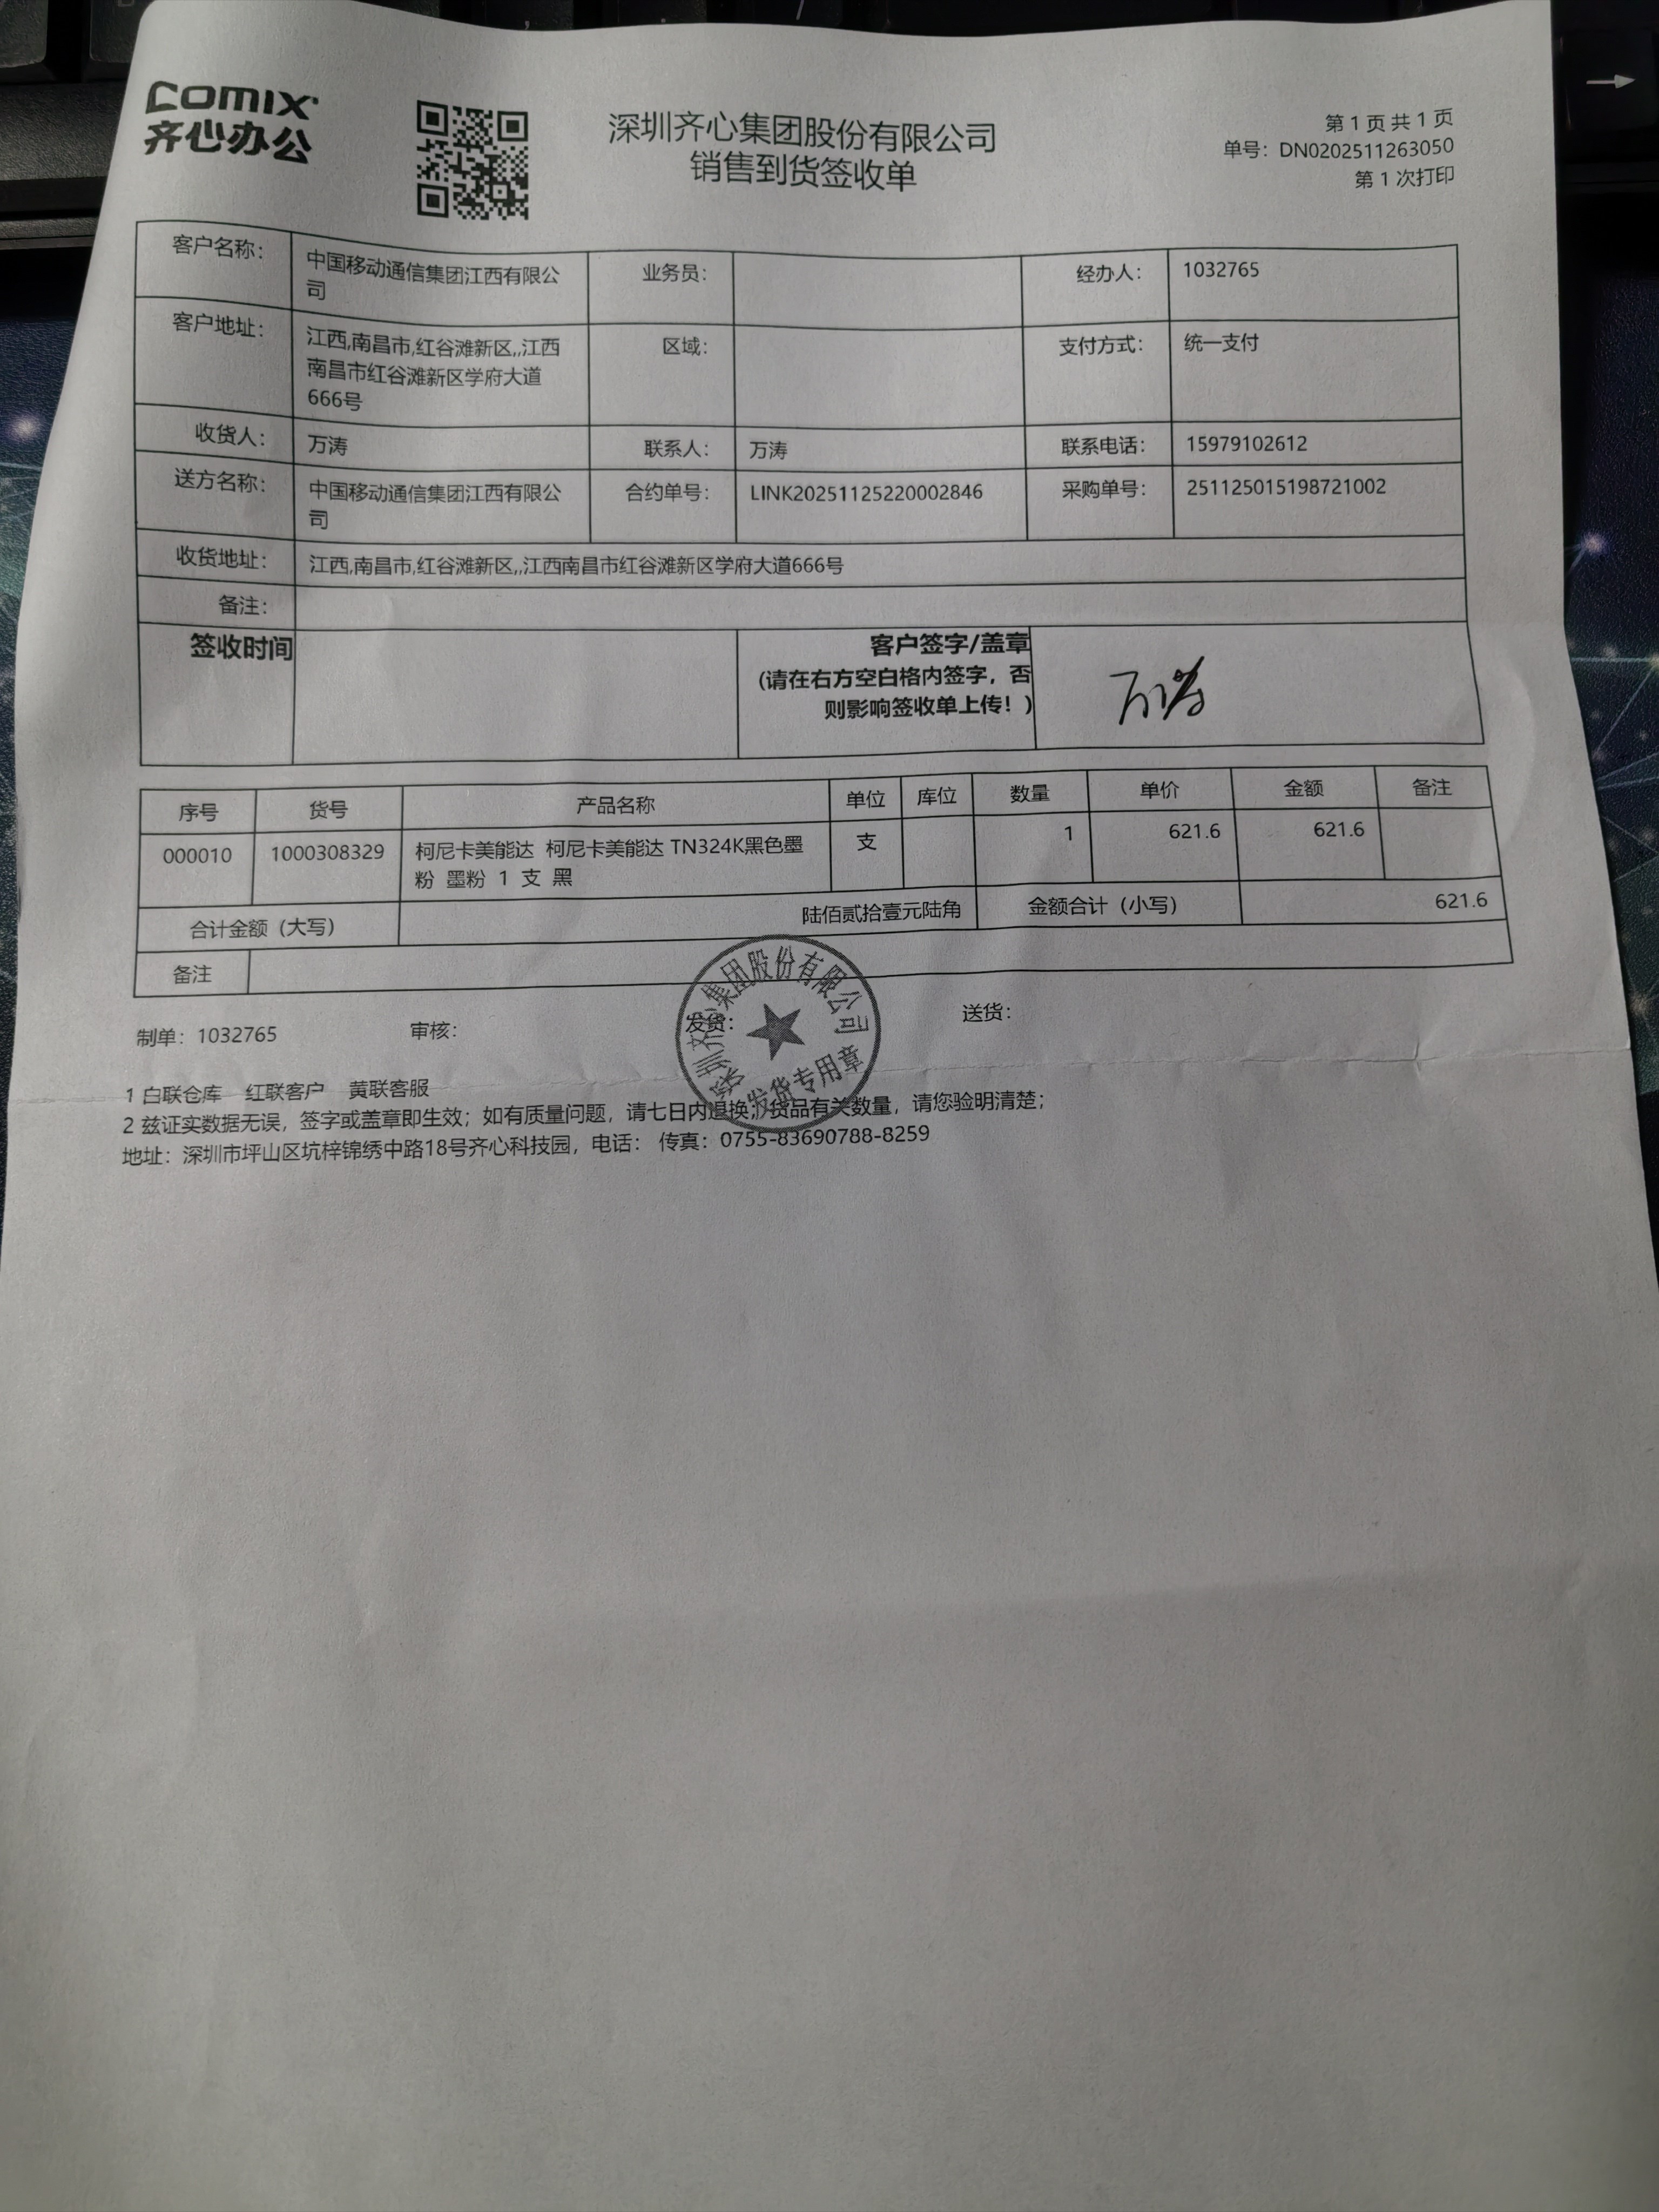 COMIX
齐心办公
深圳齐心集团股份有限公司
销售到货签收单
第 1 页 共 1 页
单号：DN0202511263050
第 1 次打印
客户名称： 中国移动通信集团江西有限公 业务员： 经办人： 1032765
司
客户地址： 江西,南昌市,红谷滩新区,,江西 区域： 支付方式： 统一支付
南昌市红谷滩新区学府大道
666号
收货人： 万涛 联系人： 万涛 联系电话： 15979102612
送方名称： 中国移动通信集团江西有限公 合约单号： LINK20251125220002846 采购单号： 251125015198721002
司
收货地址： 江西,南昌市,红谷滩新区,,江西南昌市红谷滩新区学府大道666号
备注：
签收时间 客户签字/盖章
(请在右方空白格内签字，否
则影响签收单上传！)
万涛
序号 货号 产品名称 单位 库位 数量 单价 金额 备注
000010 1000308329 柯尼卡美能达 柯尼卡美能达 TN324K黑色墨 支 1 621.6 621.6
粉 墨粉 1 支 黑
合计金额（大写） 陆佰贰拾壹元陆角 金额合计（小写） 621.6
备注
深圳齐心集团股份有限公司
发货专用章
制单：1032765 审核： 发货： 送货：
1 白联仓库 红联客户 黄联客服
2 兹证实数据无误，签字或盖章即生效；如有质量问题，请七日内退换；货品有关数量，请您验明清楚；
地址：深圳市坪山区坑梓锦绣中路18号齐心科技园，电话： 传真：0755-83690788-8259